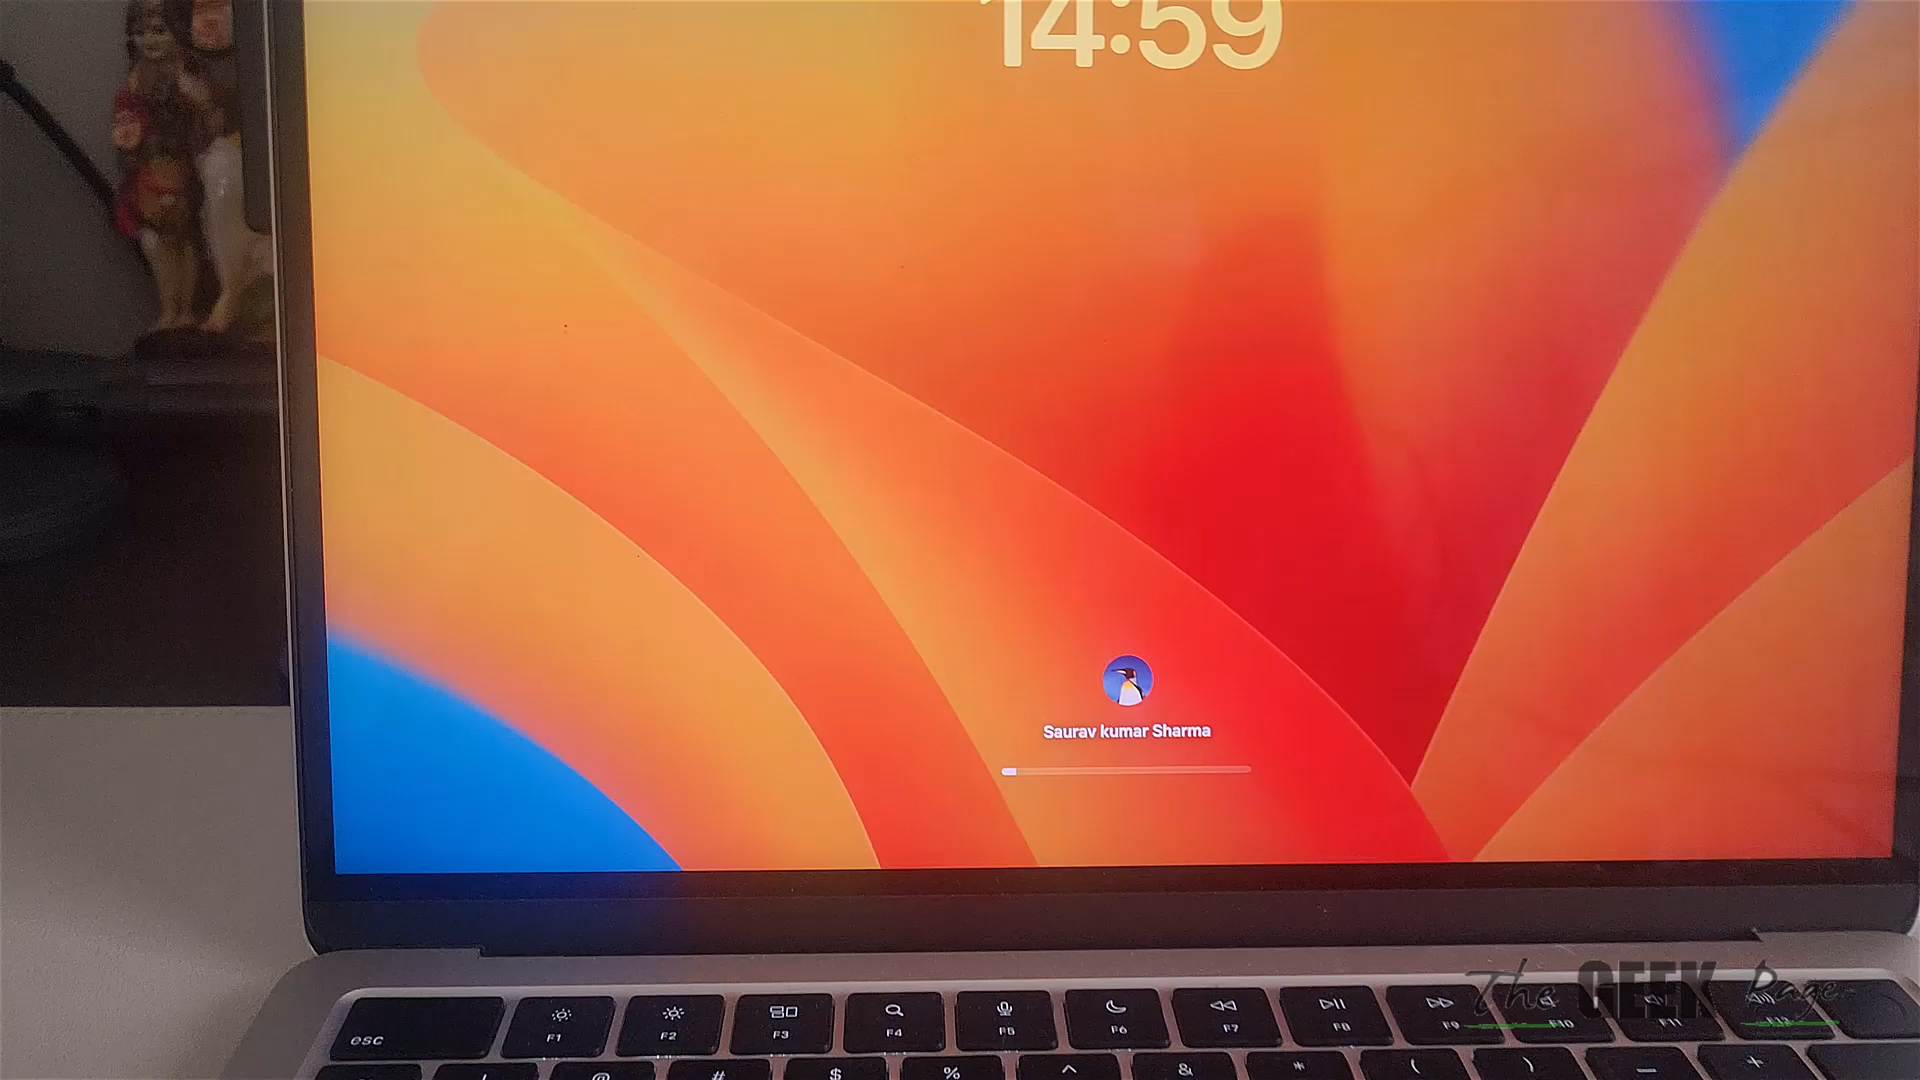 14:59
Saurav kumar Sharma
The GEEK Page
esc F1 F2 F3 F4 F5 F6 F7 F8 F9 F10 F11 F12
! @ # $ % ^ & * ( ) — +